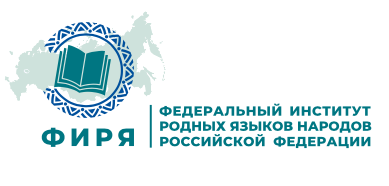 ФИРЯ
ФЕДЕРАЛЬНЫЙ ИНСТИТУТ
РОДНЫХ ЯЗЫКОВ НАРОДОВ
РОССИЙСКОЙ ФЕДЕРАЦИИ